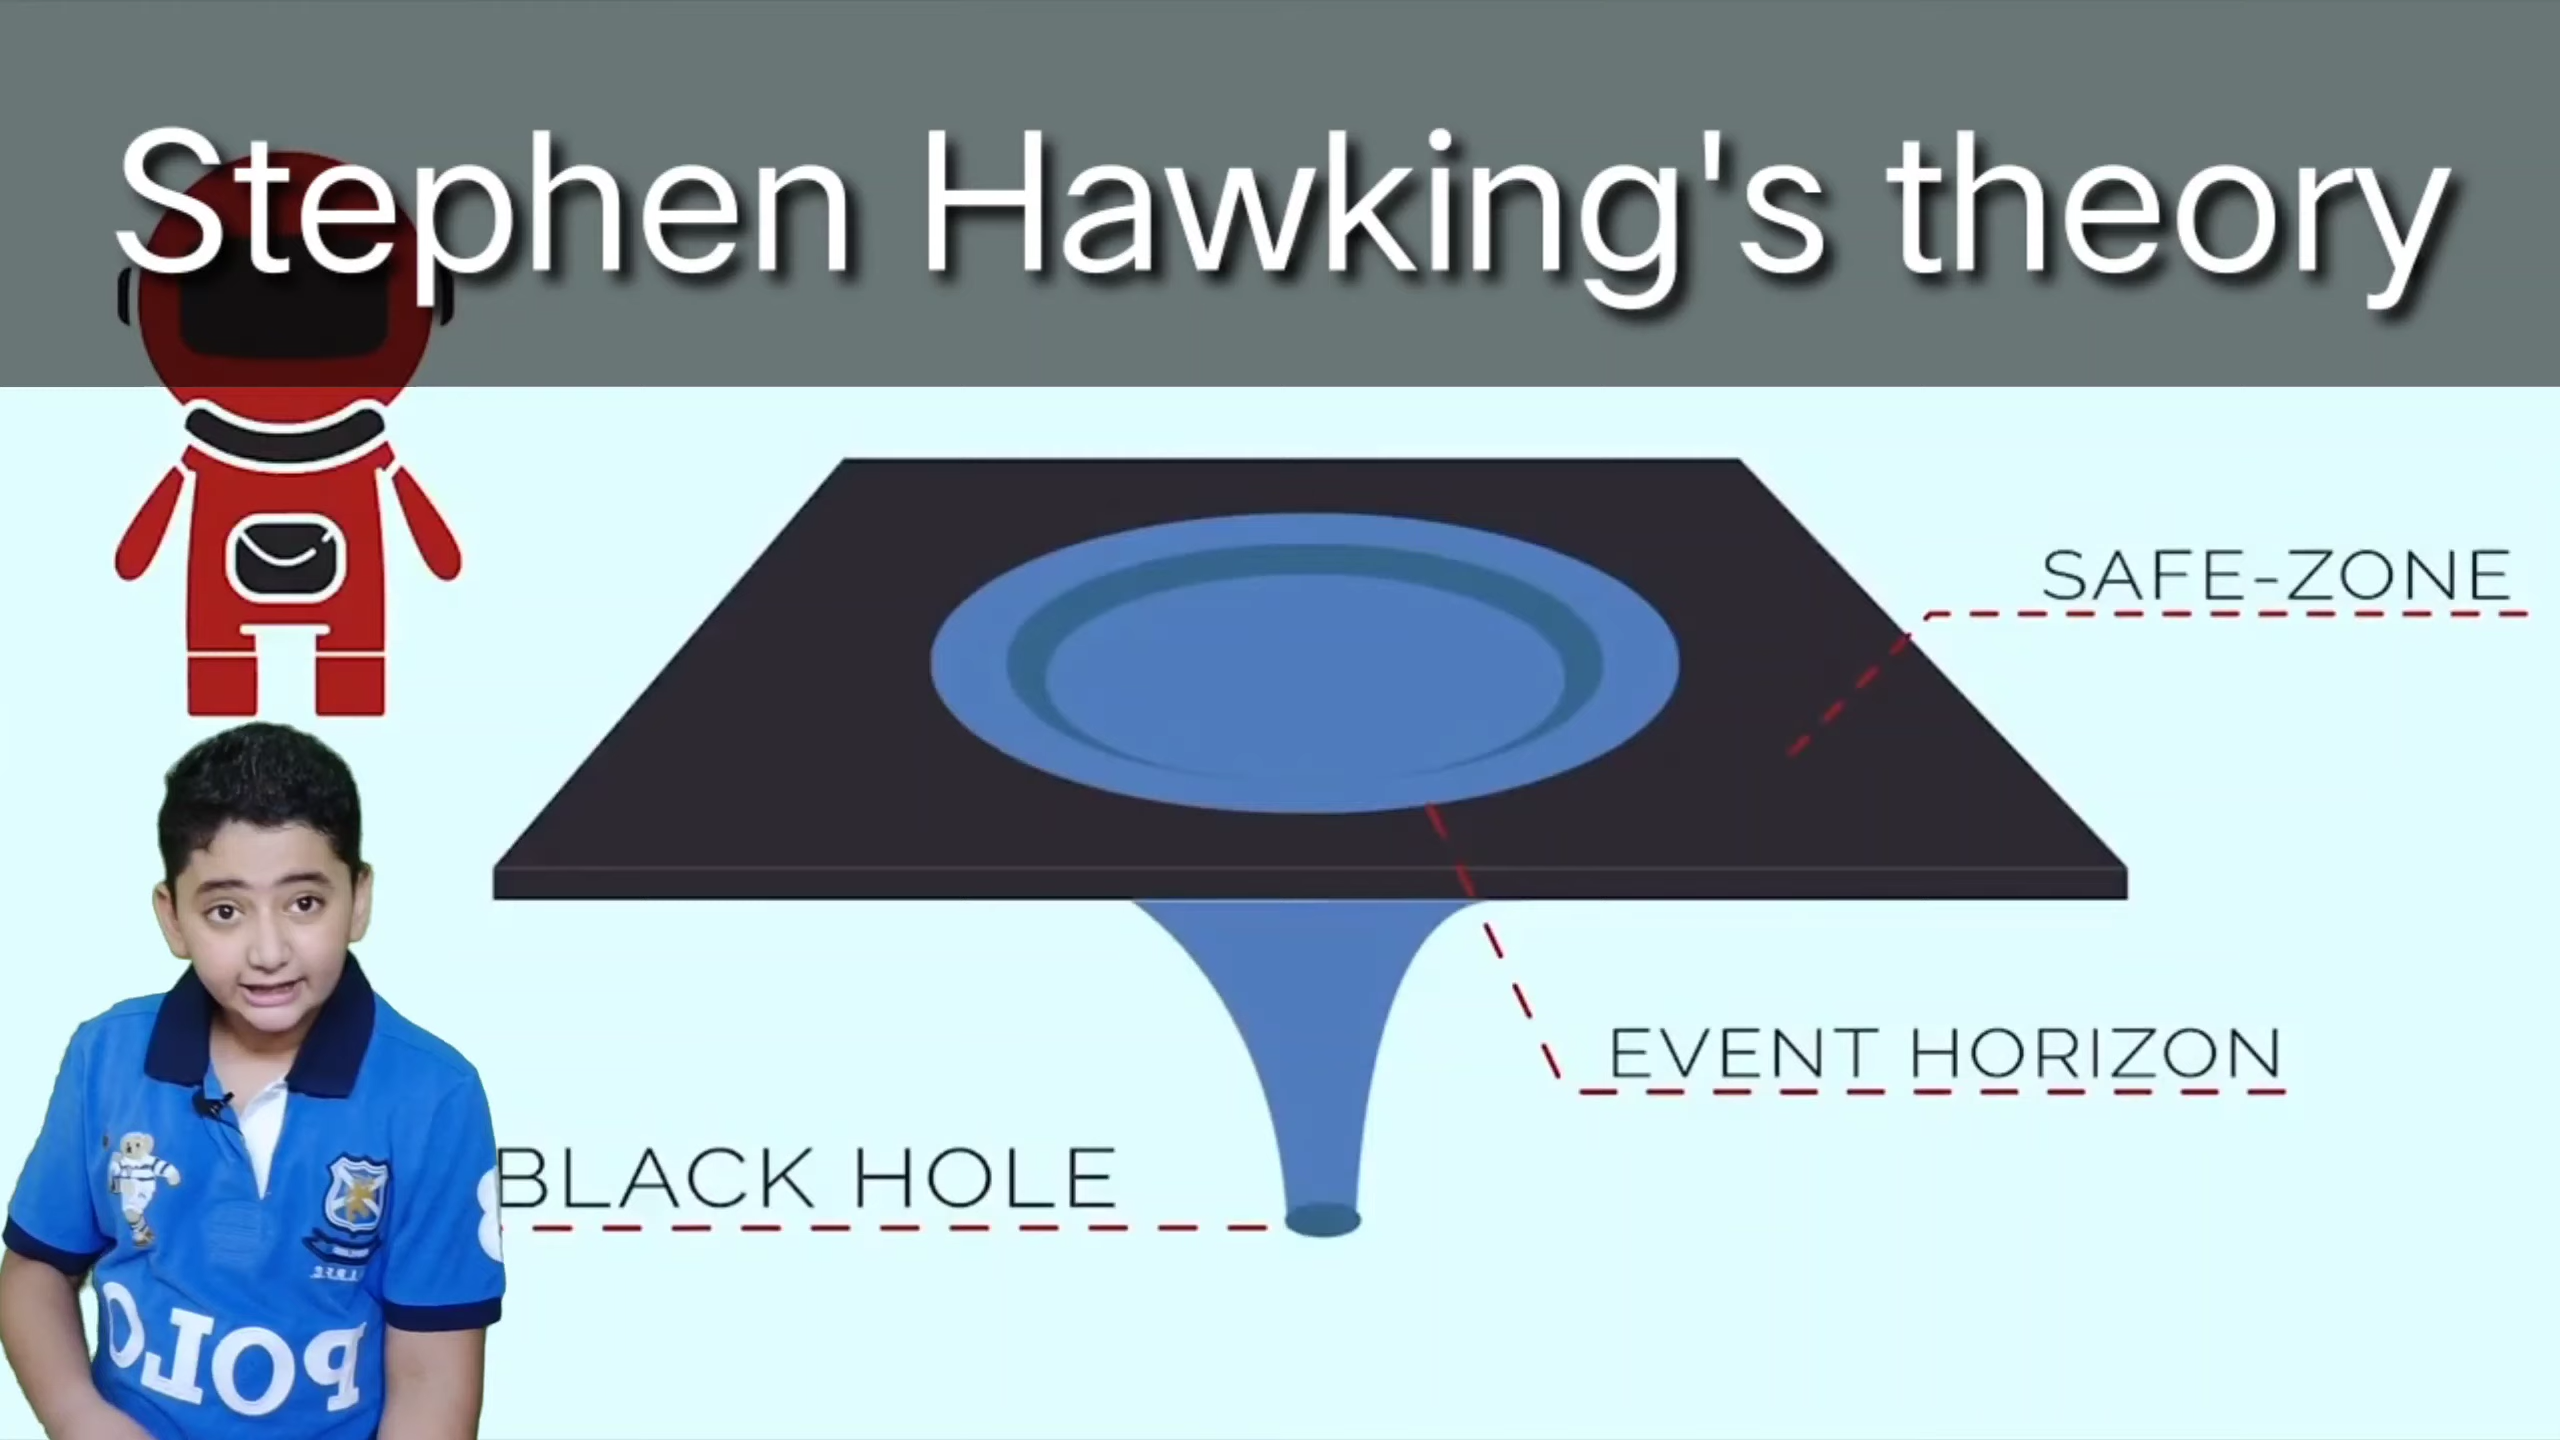 Stephen Hawking's theory
SAFE-ZONE
EVENT HORIZON
BLACK HOLE
POLO